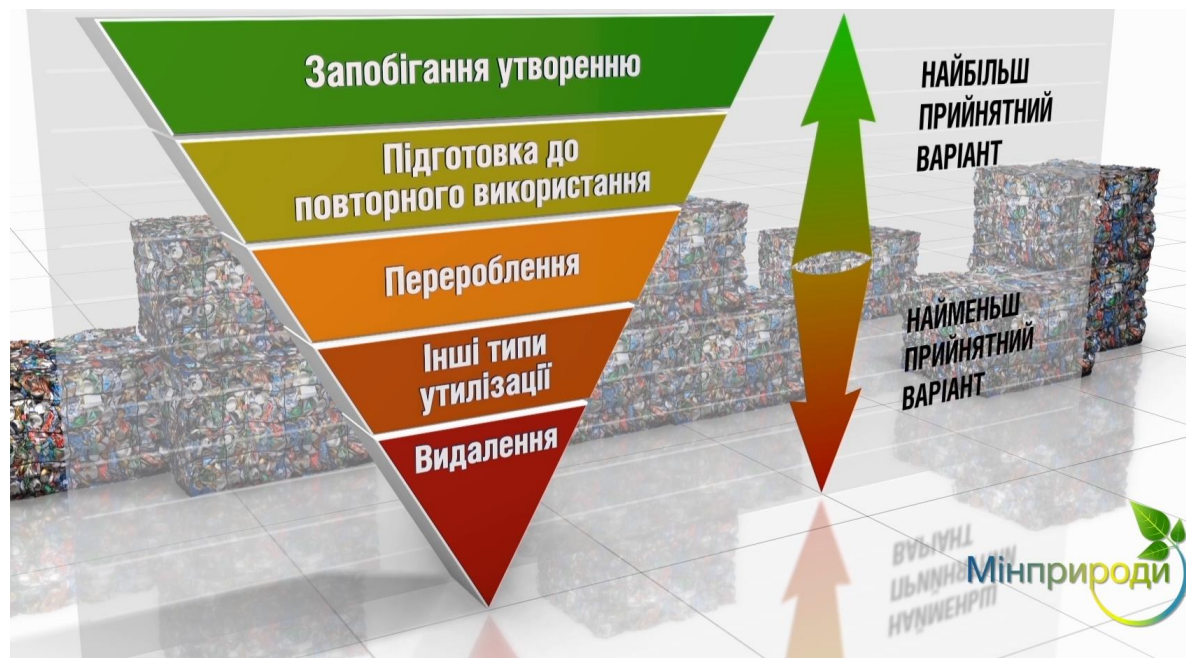 Запобігання утворенню
Підготовка до
повторного використання
Перероблення
Інші типи
утилізації
Видалення
НАЙБІЛЬШ
ПРИЙНЯТНИЙ
ВАРІАНТ
НАЙМЕНЬШ
ПРИЙНЯТНИЙ
ВАРІАНТ
Мінприроди